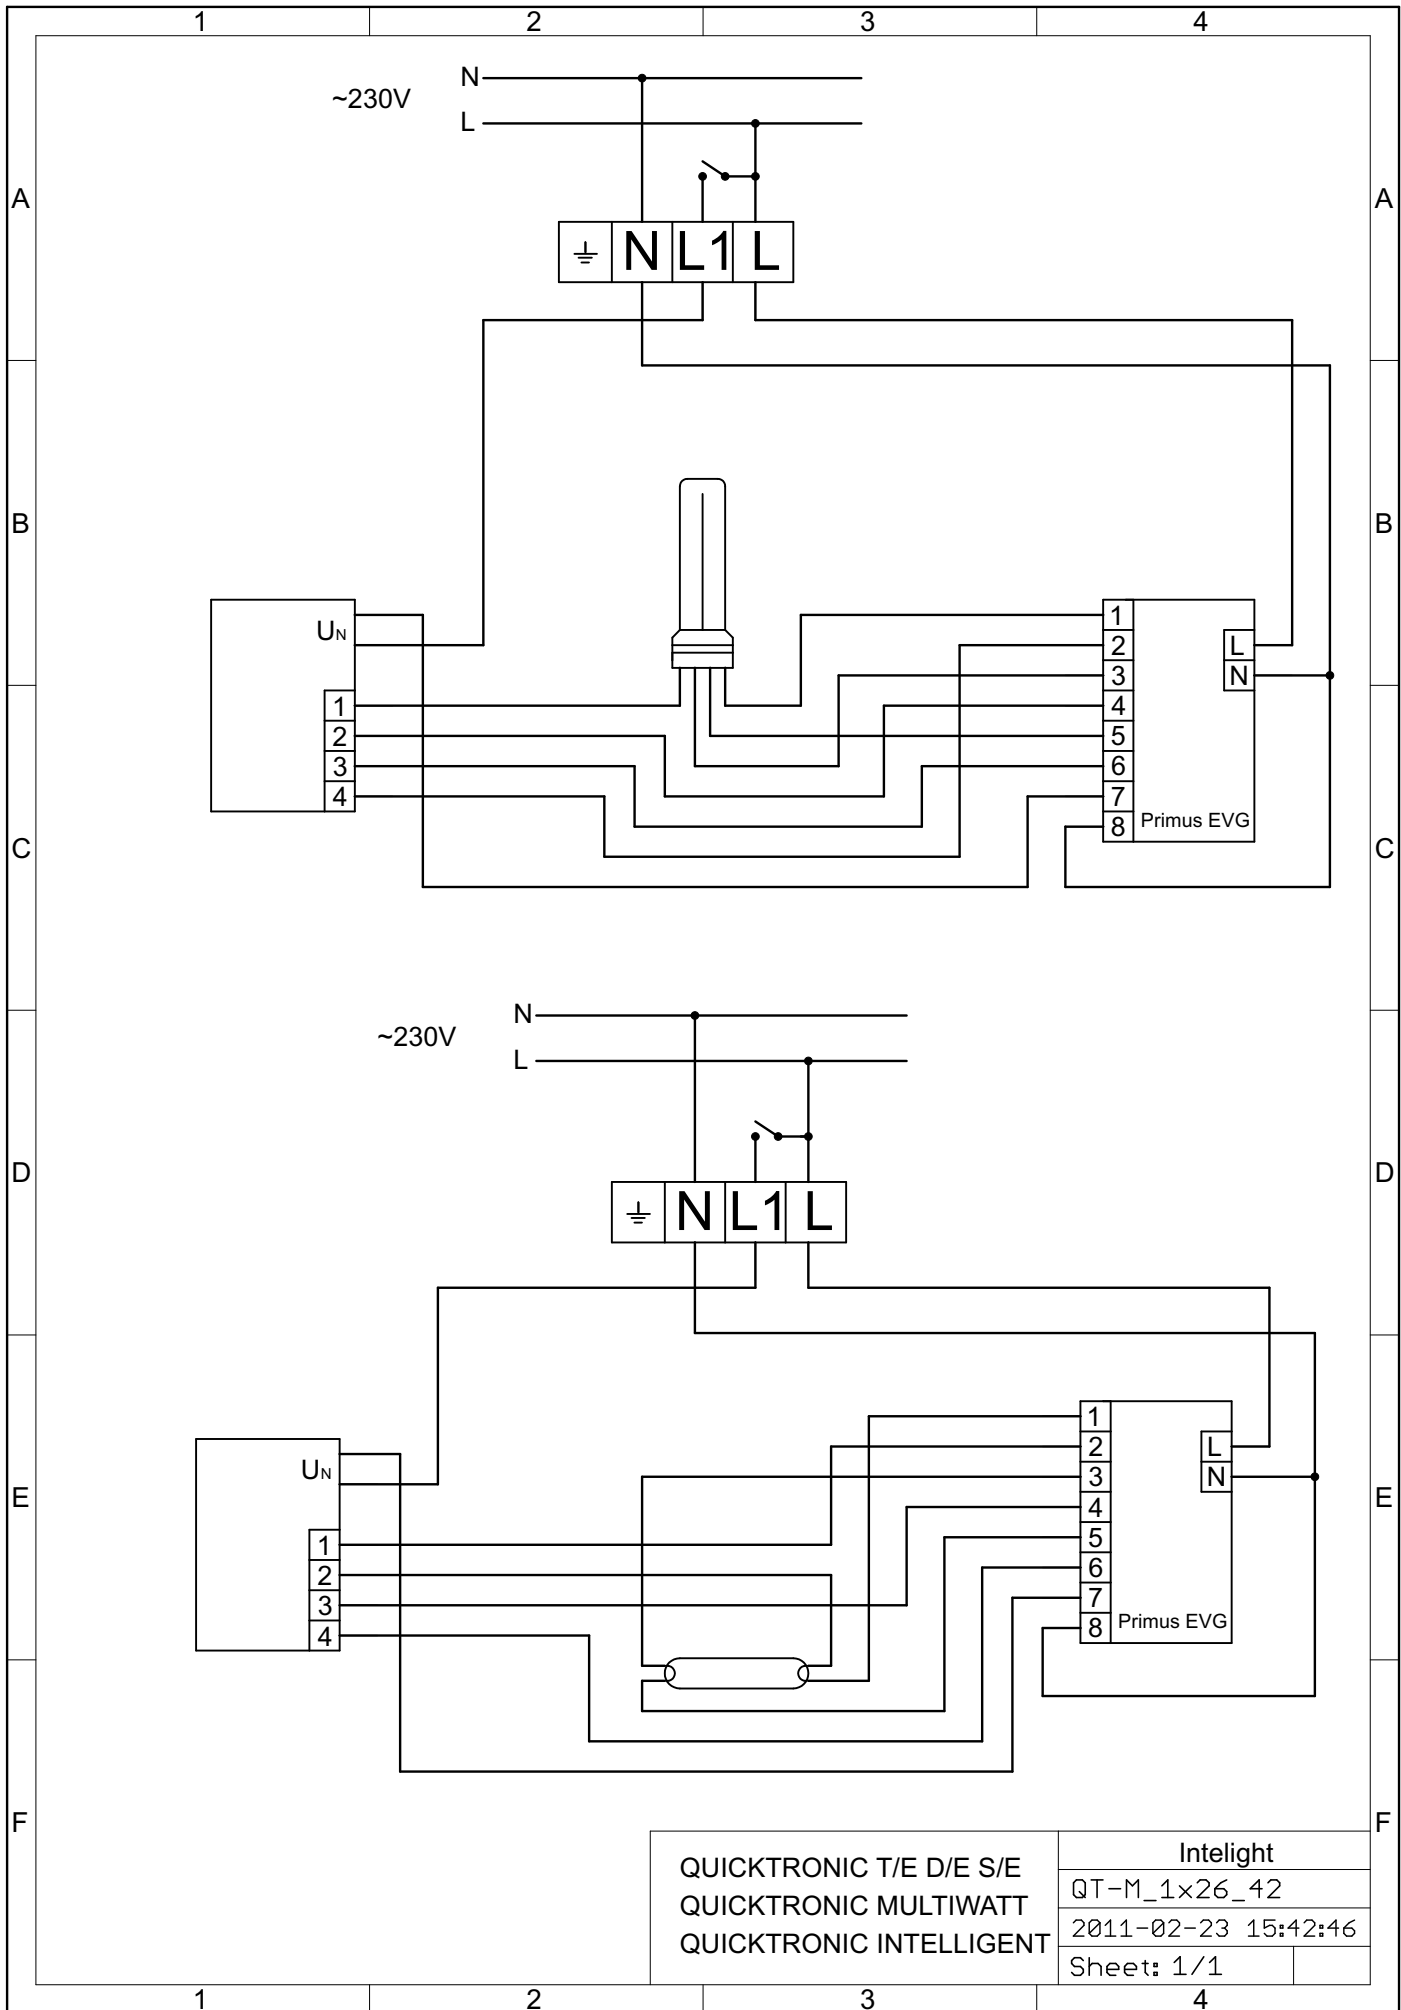 1 2 3 4
N
~230V
L
A A
N L1 L
B B
UN
1
2
3
4
1
2
3
4
5
6
7
8
L
N
Primus EVG
C C
N
~230V
L
D D
N L1 L
E E
UN
1
2
3
4
1
2
3
4
5
6
7
8
L
N
Primus EVG
F F
QUICKTRONIC T/E D/E S/E
QUICKTRONIC MULTIWATT
QUICKTRONIC INTELLIGENT
Intelight
QT-M_1x26_42
2011-02-23 15:42:46
Sheet: 1/1
1 2 3 4